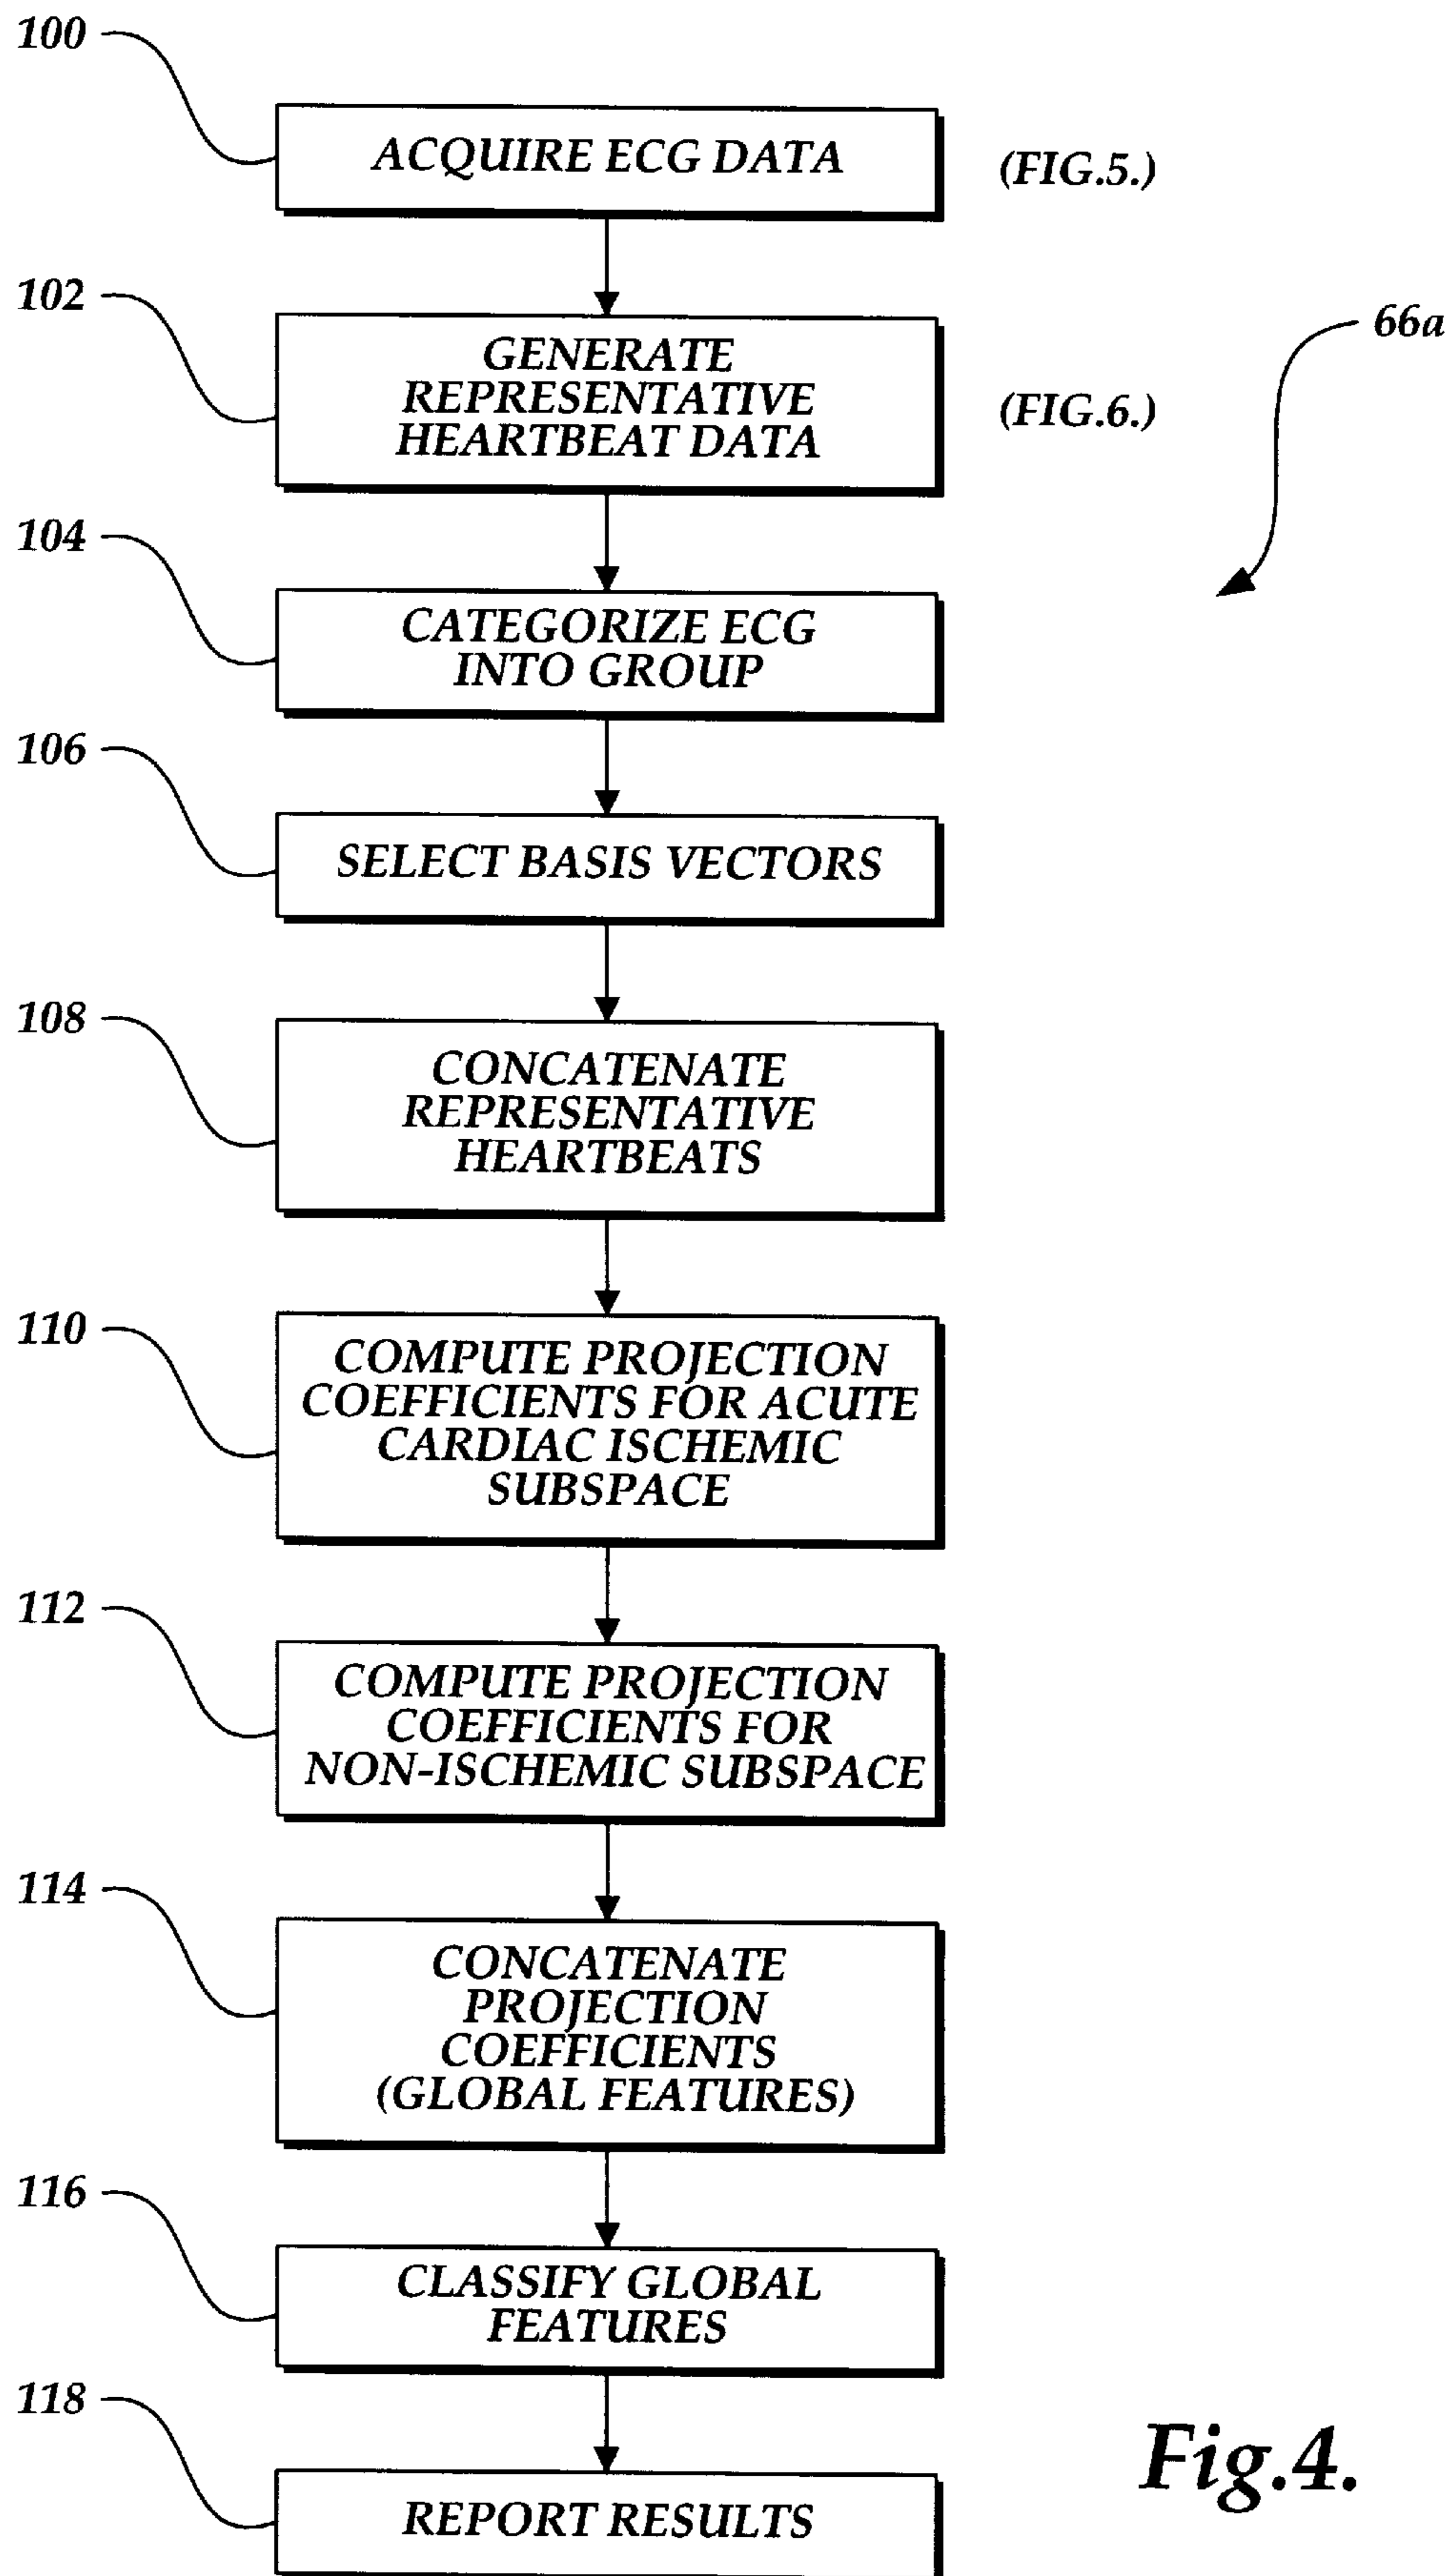 100
ACQUIRE ECG DATA
(FIG.5.)
102
GENERATE
REPRESENTATIVE
HEARTBEAT DATA
(FIG.6.)
66a
104
CATEGORIZE ECG
INTO GROUP
106
SELECT BASIS VECTORS
108
CONCATENATE
REPRESENTATIVE
HEARTBEATS
110
COMPUTE PROJECTION
COEFFICIENTS FOR ACUTE
CARDIAC ISCHEMIC
SUBSPACE
112
COMPUTE PROJECTION
COEFFICIENTS FOR
NON-ISCHEMIC SUBSPACE
114
CONCATENATE
PROJECTION
COEFFICIENTS
(GLOBAL FEATURES)
116
CLASSIFY GLOBAL
FEATURES
118
REPORT RESULTS
Fig.4.